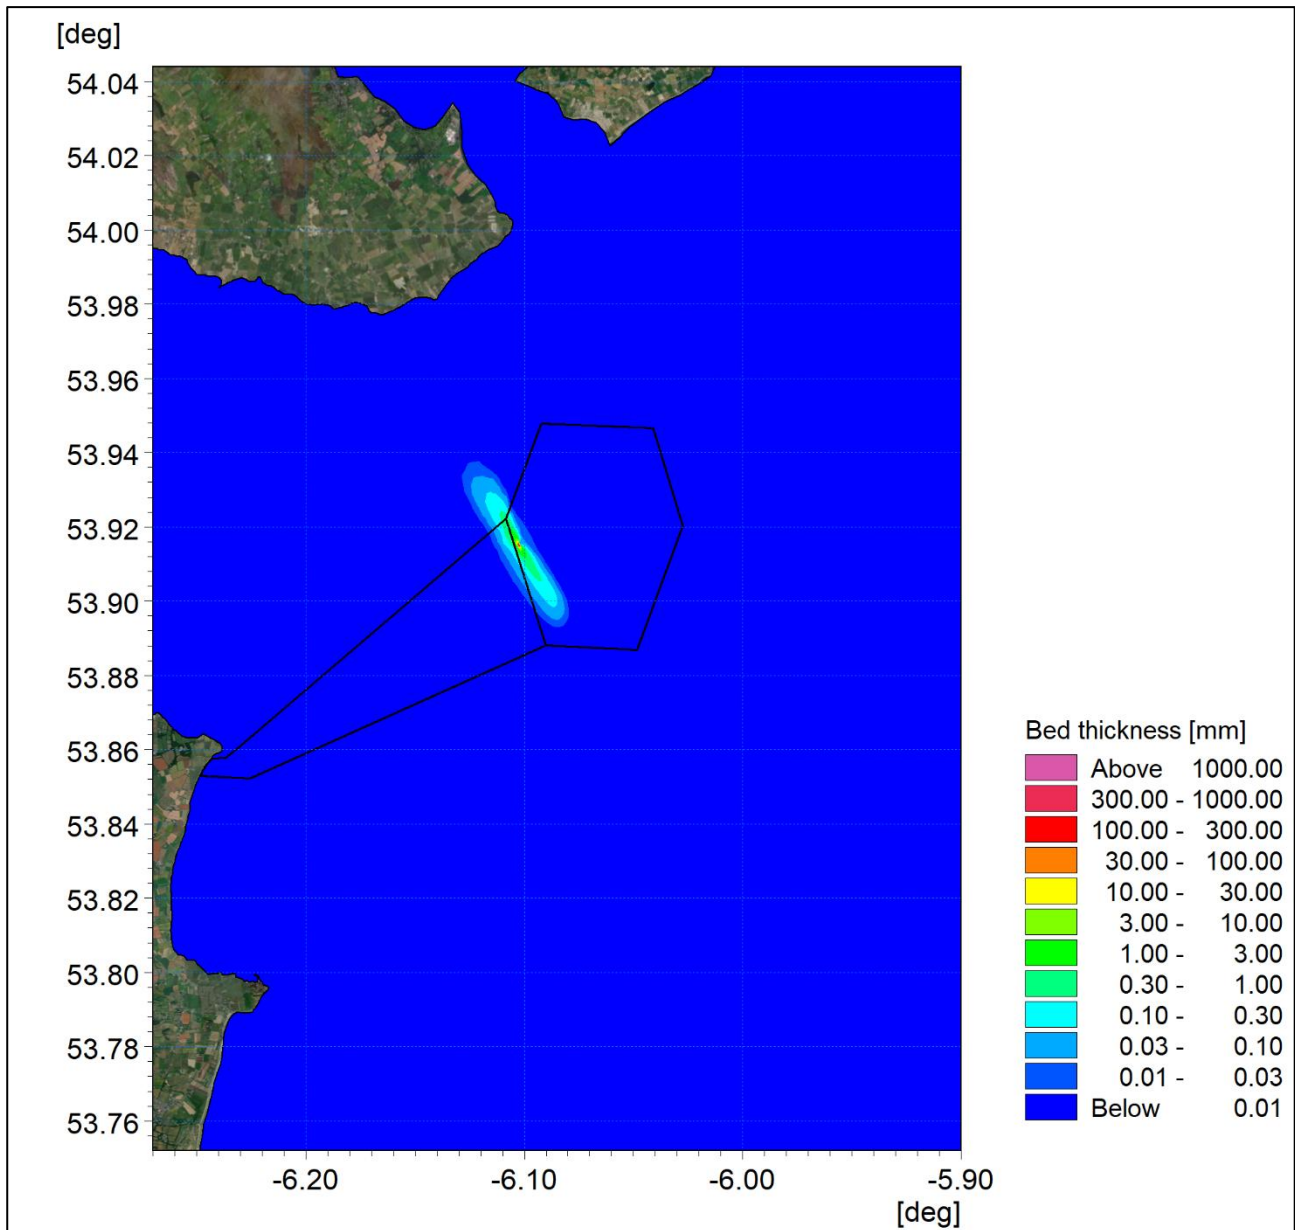 [deg]
54.04
54.02
54.00
53.98
53.96
53.94
53.92
53.90
53.88
53.86
53.84
53.82
53.80
53.78
53.76
-6.20 -6.10 -6.00 -5.90
[deg]
Bed thickness [mm]
Above 1000.00
300.00 - 1000.00
100.00 - 300.00
30.00 - 100.00
10.00 - 30.00
3.00 - 10.00
1.00 - 3.00
0.30 - 1.00
0.10 - 0.30
0.03 - 0.10
0.01 - 0.03
Below 0.01